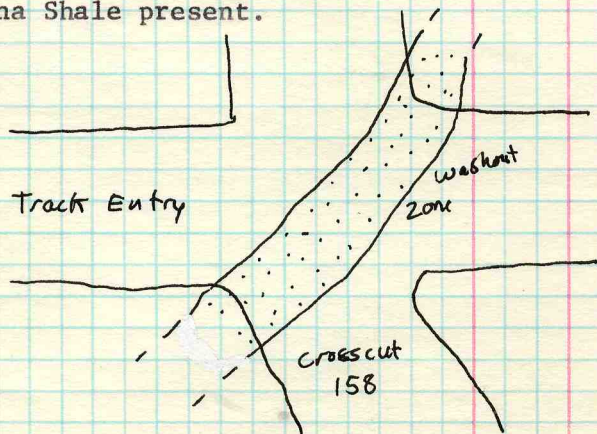 na Shale present.
Track Entry
washout
zone
crosscut
158